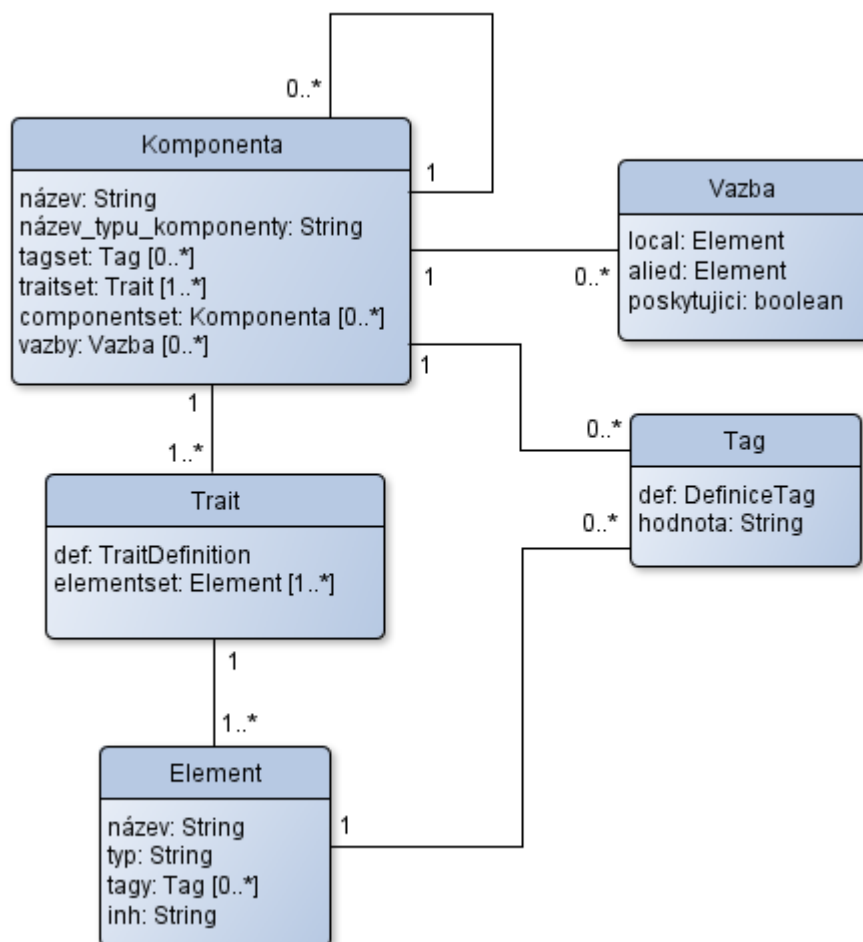 0..*
Komponenta
1
název: String
název_typu_komponenty: String
tagset: Tag [0..*]
traitset: Trait [1..*]
componentset: Komponenta [0..*]
vazby: Vazba [0..*]
1
0..*
Vazba
local: Element
alied: Element
poskytujici: boolean
1
0..*
Tag
def: DefiniceTag
hodnota: String
0..*
1
1..*
Trait
def: TraitDefinition
elementset: Element [1..*]
1
1..*
Element
název: String
typ: String
tagy: Tag [0..*]
inh: String
1